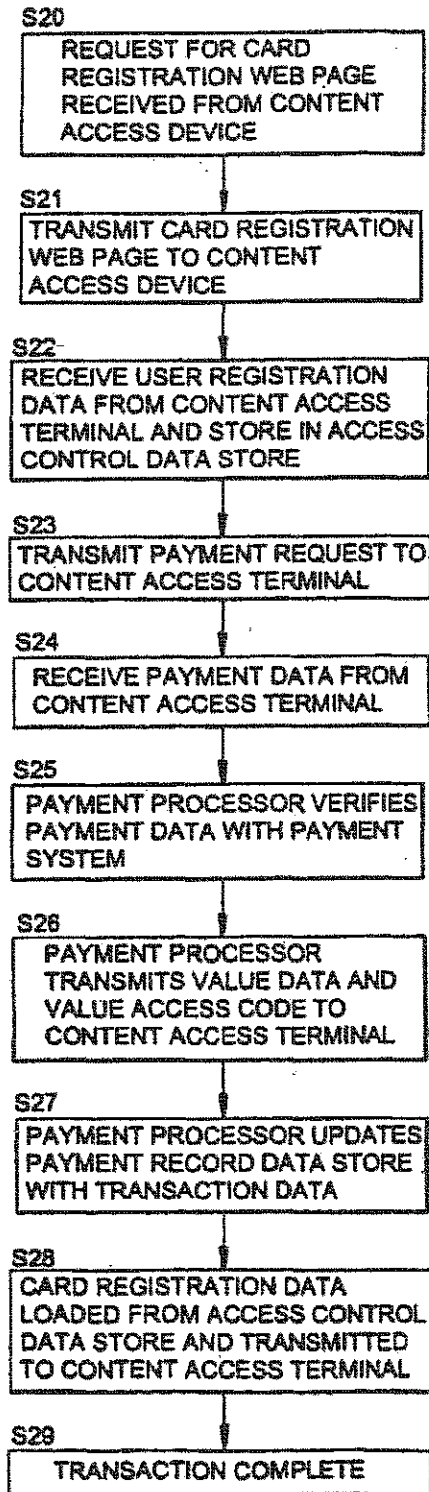 S20
REQUEST FOR CARD
REGISTRATION WEB PAGE
RECEIVED FROM CONTENT
ACCESS DEVICE
S21
TRANSMIT CARD REGISTRATION
WEB PAGE TO CONTENT
ACCESS DEVICE
S22
RECEIVE USER REGISTRATION
DATA FROM CONTENT ACCESS
TERMINAL AND STORE IN ACCESS
CONTROL DATA STORE
S23
TRANSMIT PAYMENT REQUEST TO
CONTENT ACCESS TERMINAL
S24
RECEIVE PAYMENT DATA FROM
CONTENT ACCESS TERMINAL
S25
PAYMENT PROCESSOR VERIFIES
PAYMENT DATA WITH PAYMENT
SYSTEM
S26
PAYMENT PROCESSOR
TRANSMITS VALUE DATA AND
VALUE ACCESS CODE TO
CONTENT ACCESS TERMINAL
S27
PAYMENT PROCESSOR UPDATES
PAYMENT RECORD DATA STORE
WITH TRANSACTION DATA
S28
CARD REGISTRATION DATA
LOADED FROM ACCESS CONTROL
DATA STORE AND TRANSMITTED
TO CONTENT ACCESS TERMINAL
S29
TRANSACTION COMPLETE